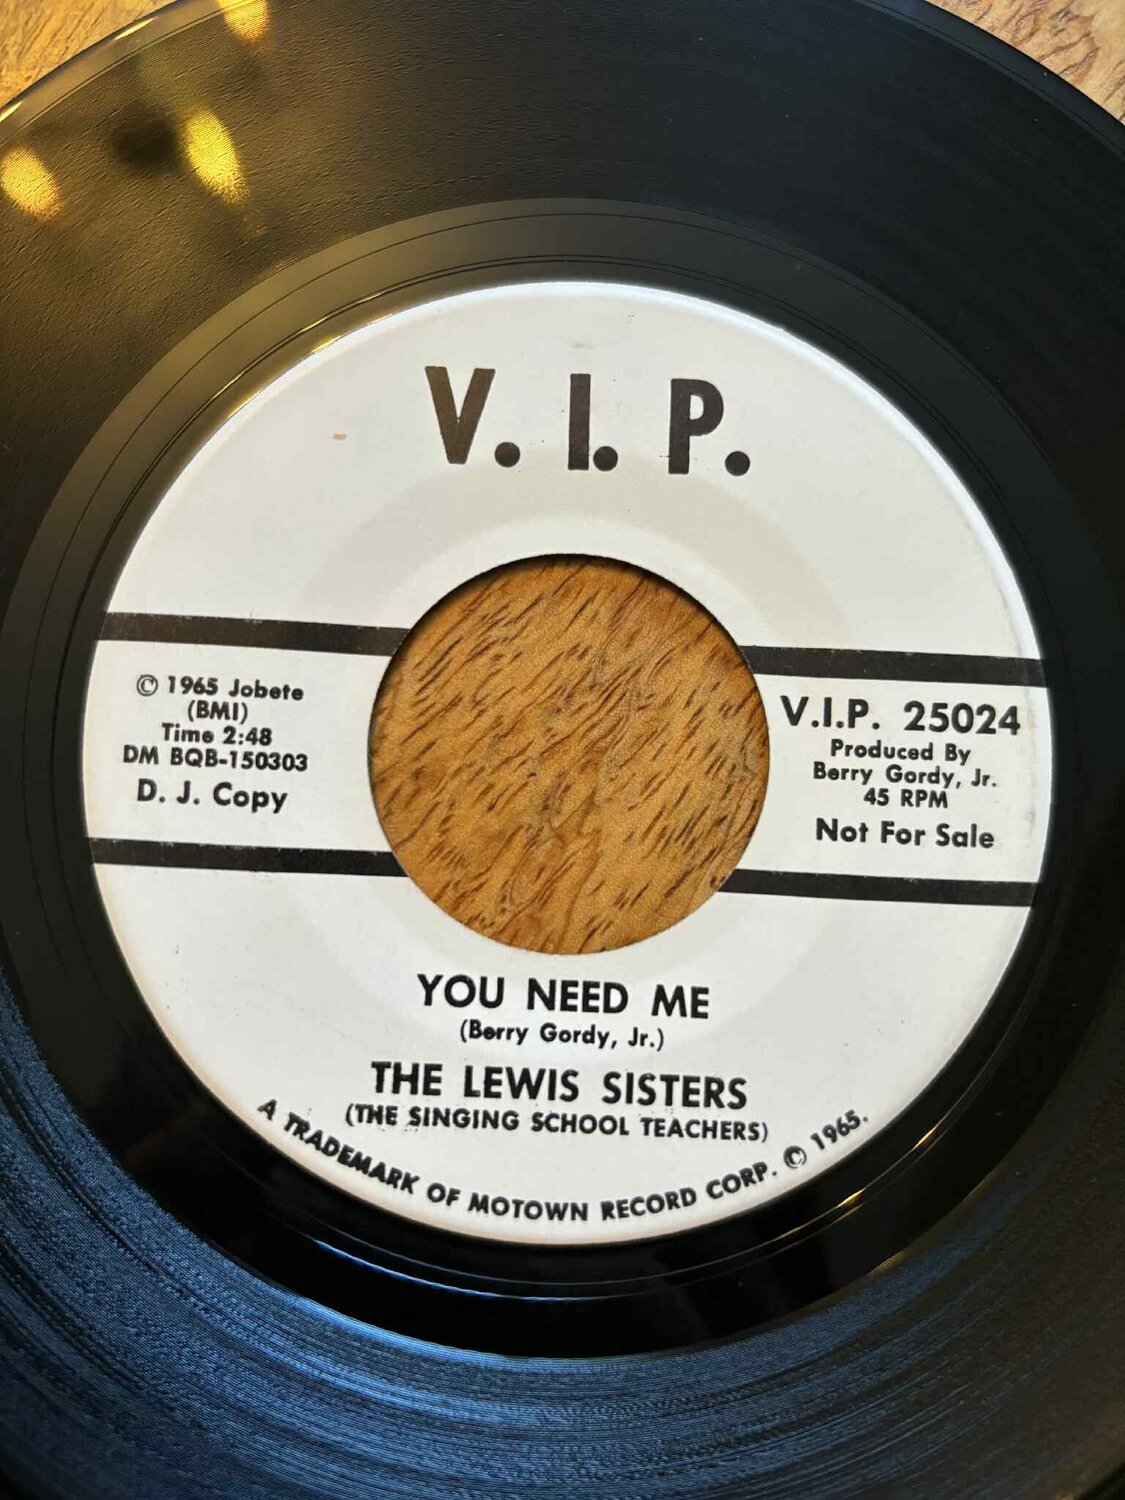 V. I. P.
© 1965 Jobete
(BMI)
Time 2:48
DM BQB-150303
D. J. Copy
V.I.P. 25024
Produced By
Berry Gordy, Jr.
45 RPM
Not For Sale
YOU NEED ME
(Berry Gordy, Jr.)
THE LEWIS SISTERS
(THE SINGING SCHOOL TEACHERS)
A TRADEMARK OF MOTOWN RECORD CORP. © 1965.